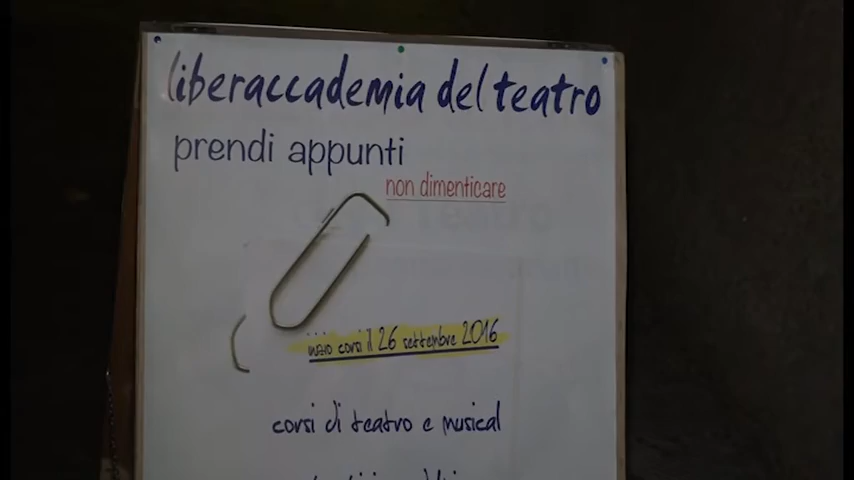 liberaccademia del teatro
prendi appunti
non dimenticare
inizio corsi il 26 settembre 2016
corsi di teatro e musical